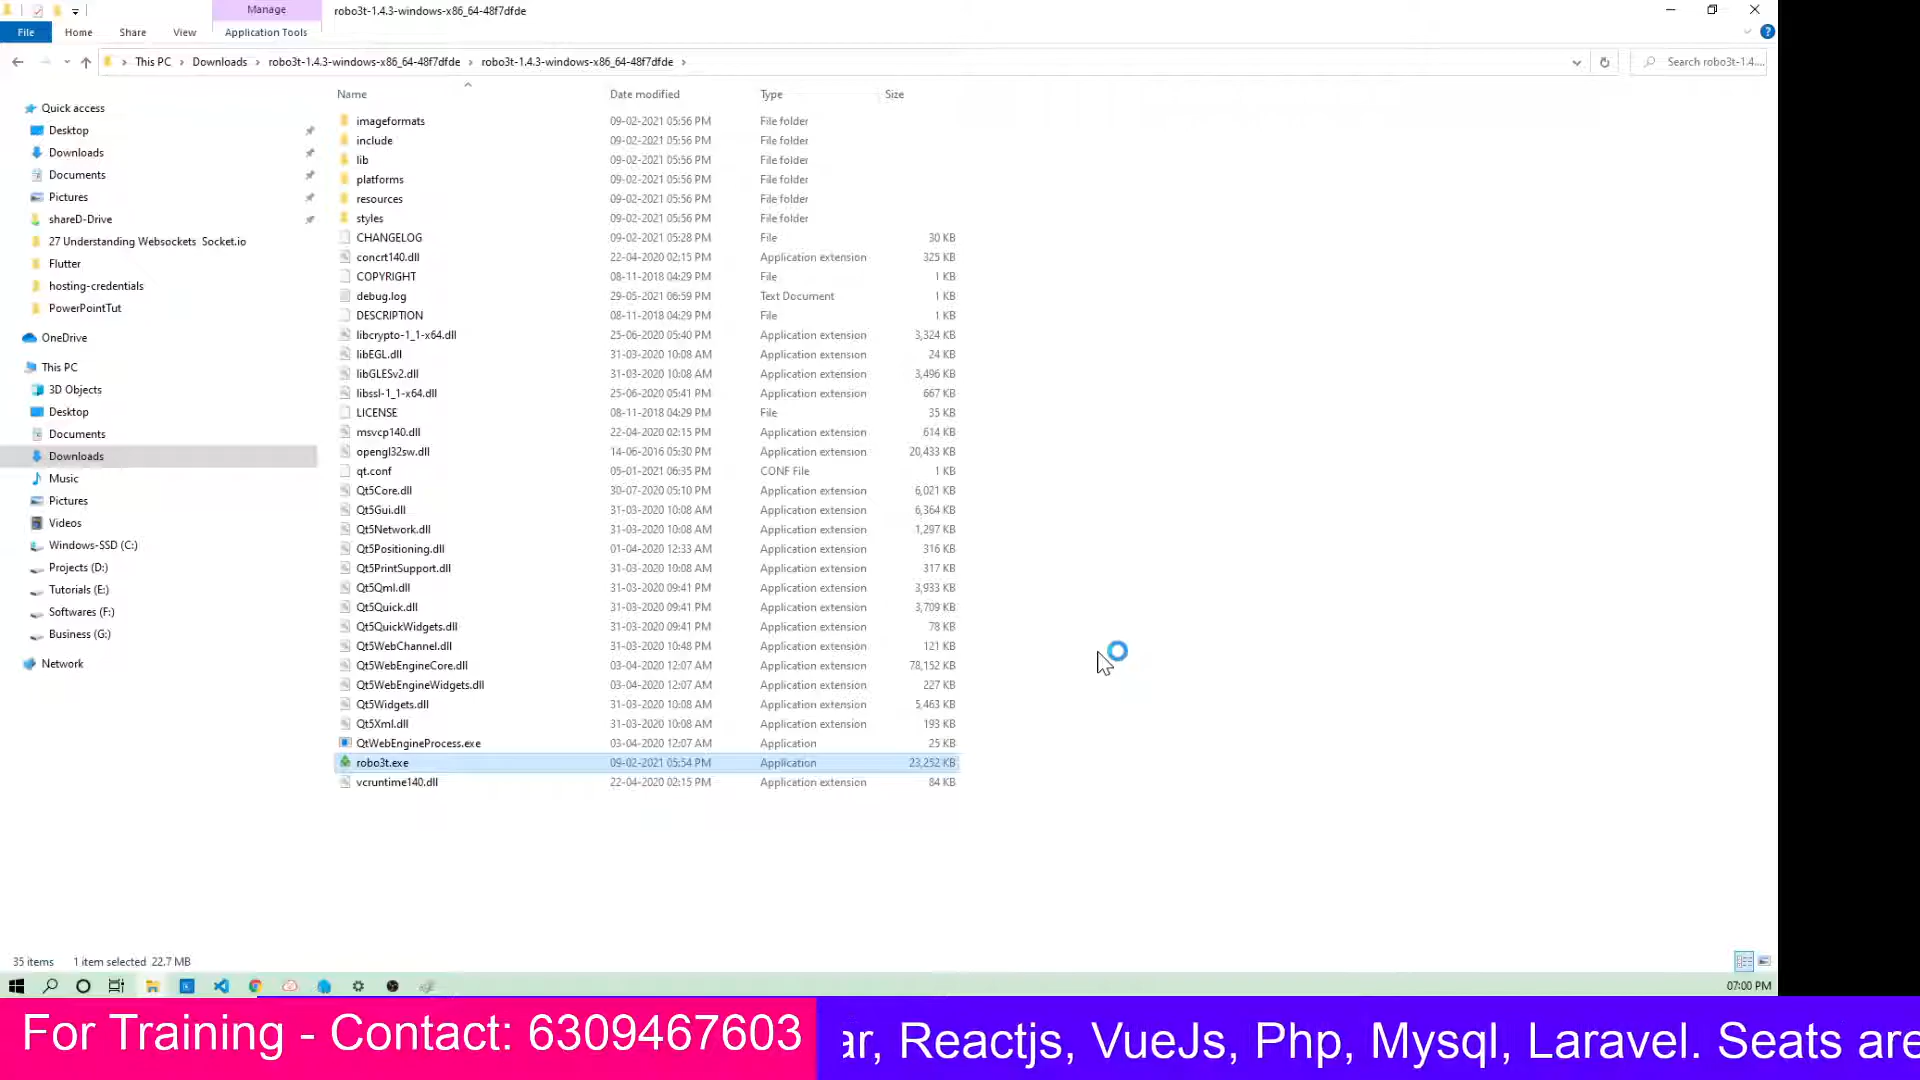 Manage
robo3t-1.4.3-windows-x86_64-48f7dfde
File Home Share View Application Tools
This PC Downloads robo3t-1.4.3-windows-x86_64-48f7dfde robo3t-1.4.3-windows-x86_64-48f7dfde
Search robo3t-1.4....
Quick access
Desktop
Downloads
Documents
Pictures
shareD-Drive
27 Understanding Websockets Socket.io
Flutter
hosting-credentials
PowerPointTut
OneDrive
This PC
3D Objects
Desktop
Documents
Downloads
Music
Pictures
Videos
Windows-SSD (C:)
Projects (D:)
Tutorials (E:)
Softwares (F:)
Business (G:)
Network
Name Date modified Type Size
imageformats 09-02-2021 05:56 PM File folder
include 09-02-2021 05:56 PM File folder
lib 09-02-2021 05:56 PM File folder
platforms 09-02-2021 05:56 PM File folder
resources 09-02-2021 05:56 PM File folder
styles 09-02-2021 05:56 PM File folder
CHANGELOG 09-02-2021 05:28 PM File 30 KB
concrt140.dll 22-04-2020 02:15 PM Application extension 325 KB
COPYRIGHT 08-11-2018 04:29 PM File 1 KB
debug.log 29-05-2021 06:59 PM Text Document 1 KB
DESCRIPTION 08-11-2018 04:29 PM File 1 KB
libcrypto-1_1-x64.dll 25-06-2020 05:40 PM Application extension 3,324 KB
libEGL.dll 31-03-2020 10:08 AM Application extension 24 KB
libGLESv2.dll 31-03-2020 10:08 AM Application extension 3,496 KB
libssl-1_1-x64.dll 25-06-2020 05:41 PM Application extension 667 KB
LICENSE 08-11-2018 04:29 PM File 35 KB
msvcp140.dll 22-04-2020 02:15 PM Application extension 614 KB
opengl32sw.dll 14-06-2016 05:30 PM Application extension 20,433 KB
qt.conf 05-01-2021 06:35 PM CONF File 1 KB
Qt5Core.dll 30-07-2020 05:10 PM Application extension 6,021 KB
Qt5Gui.dll 31-03-2020 10:08 AM Application extension 6,364 KB
Qt5Network.dll 31-03-2020 10:08 AM Application extension 1,297 KB
Qt5Positioning.dll 01-04-2020 12:33 AM Application extension 316 KB
Qt5PrintSupport.dll 31-03-2020 10:08 AM Application extension 317 KB
Qt5Qml.dll 31-03-2020 09:41 PM Application extension 3,933 KB
Qt5Quick.dll 31-03-2020 09:41 PM Application extension 3,709 KB
Qt5QuickWidgets.dll 31-03-2020 09:41 PM Application extension 78 KB
Qt5WebChannel.dll 31-03-2020 10:48 PM Application extension 121 KB
Qt5WebEngineCore.dll 03-04-2020 12:07 AM Application extension 78,152 KB
Qt5WebEngineWidgets.dll 03-04-2020 12:07 AM Application extension 227 KB
Qt5Widgets.dll 31-03-2020 10:08 AM Application extension 5,463 KB
Qt5Xml.dll 31-03-2020 10:08 AM Application extension 193 KB
QtWebEngineProcess.exe 03-04-2020 12:07 AM Application 25 KB
robo3t.exe 09-02-2021 05:54 PM Application 23,252 KB
vcruntime140.dll 22-04-2020 02:15 PM Application extension 84 KB
35 items 1 item selected 22.7 MB
07:00 PM
For Training - Contact: 6309467603
ar, Reactjs, VueJs, Php, Mysql, Laravel. Seats are